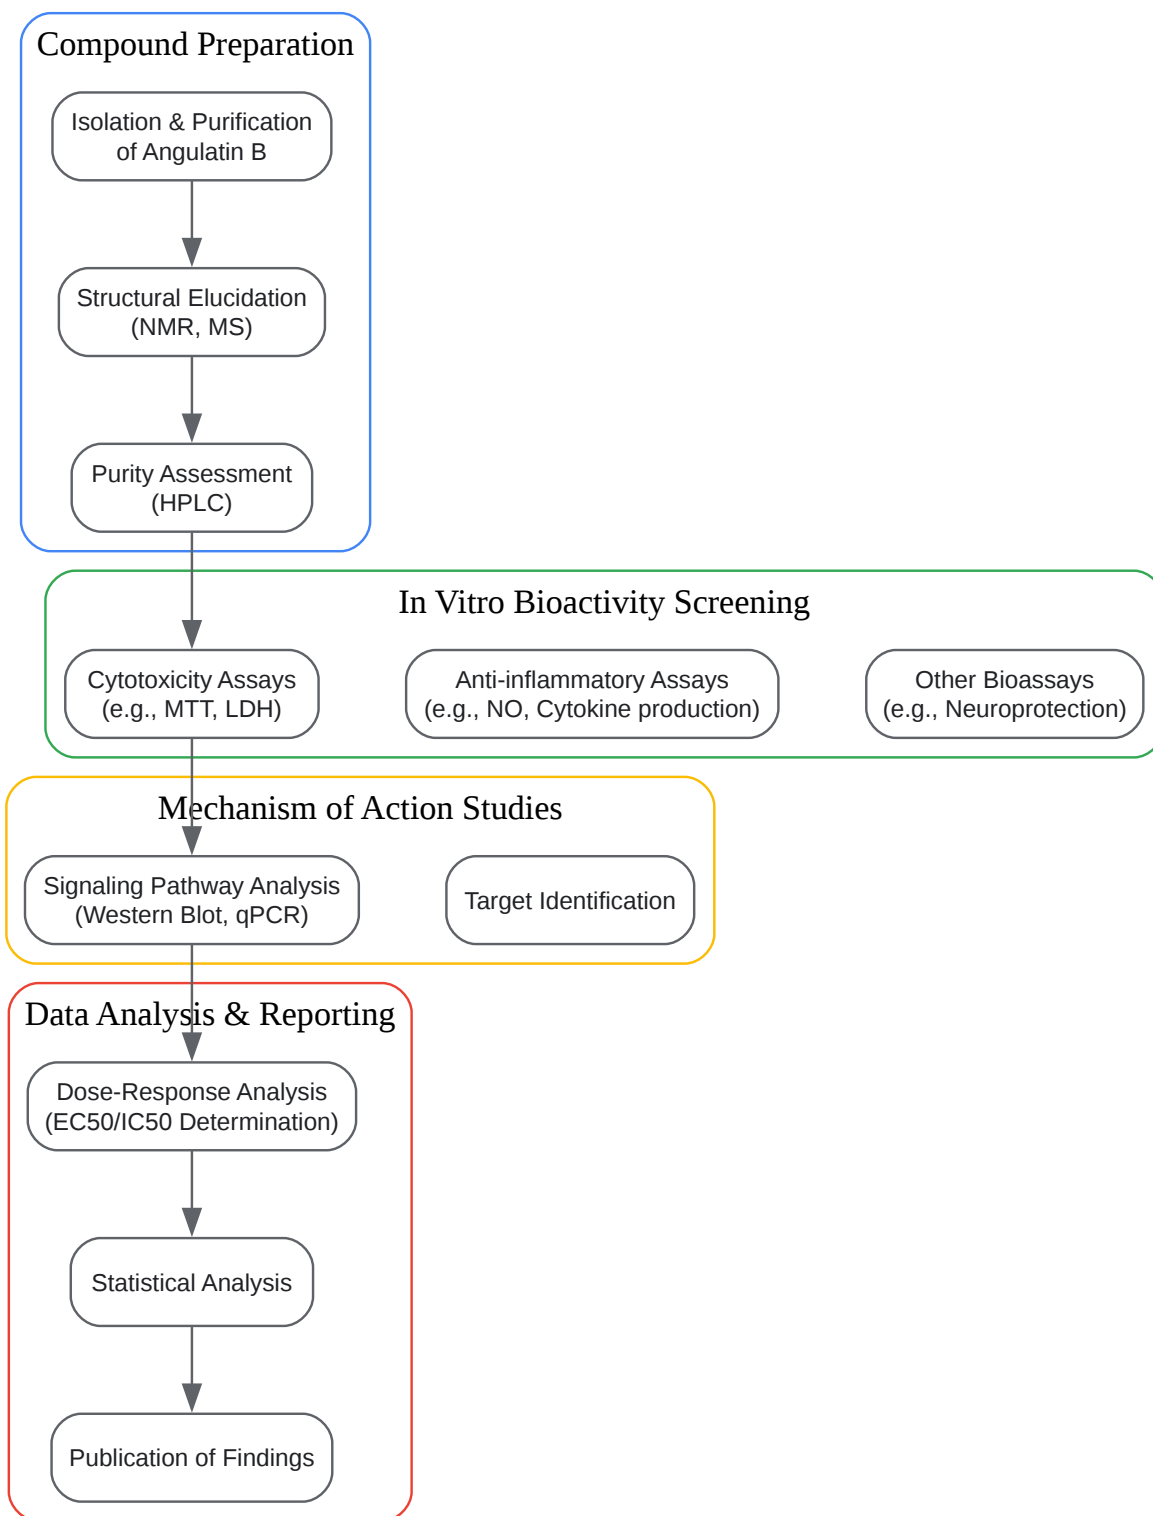 Compound Preparation
Isolation & Purification
of Angulatin B
Structural Elucidation
(NMR, MS)
Purity Assessment
(HPLC)
In Vitro Bioactivity Screening
Cytotoxicity Assays
(e.g., MTT, LDH)
Anti-inflammatory Assays
(e.g., NO, Cytokine production)
Other Bioassays
(e.g., Neuroprotection)
Mechanism of Action Studies
Signaling Pathway Analysis
(Western Blot, qPCR)
Target Identification
Data Analysis & Reporting
Dose-Response Analysis
(EC50/IC50 Determination)
Statistical Analysis
Publication of Findings